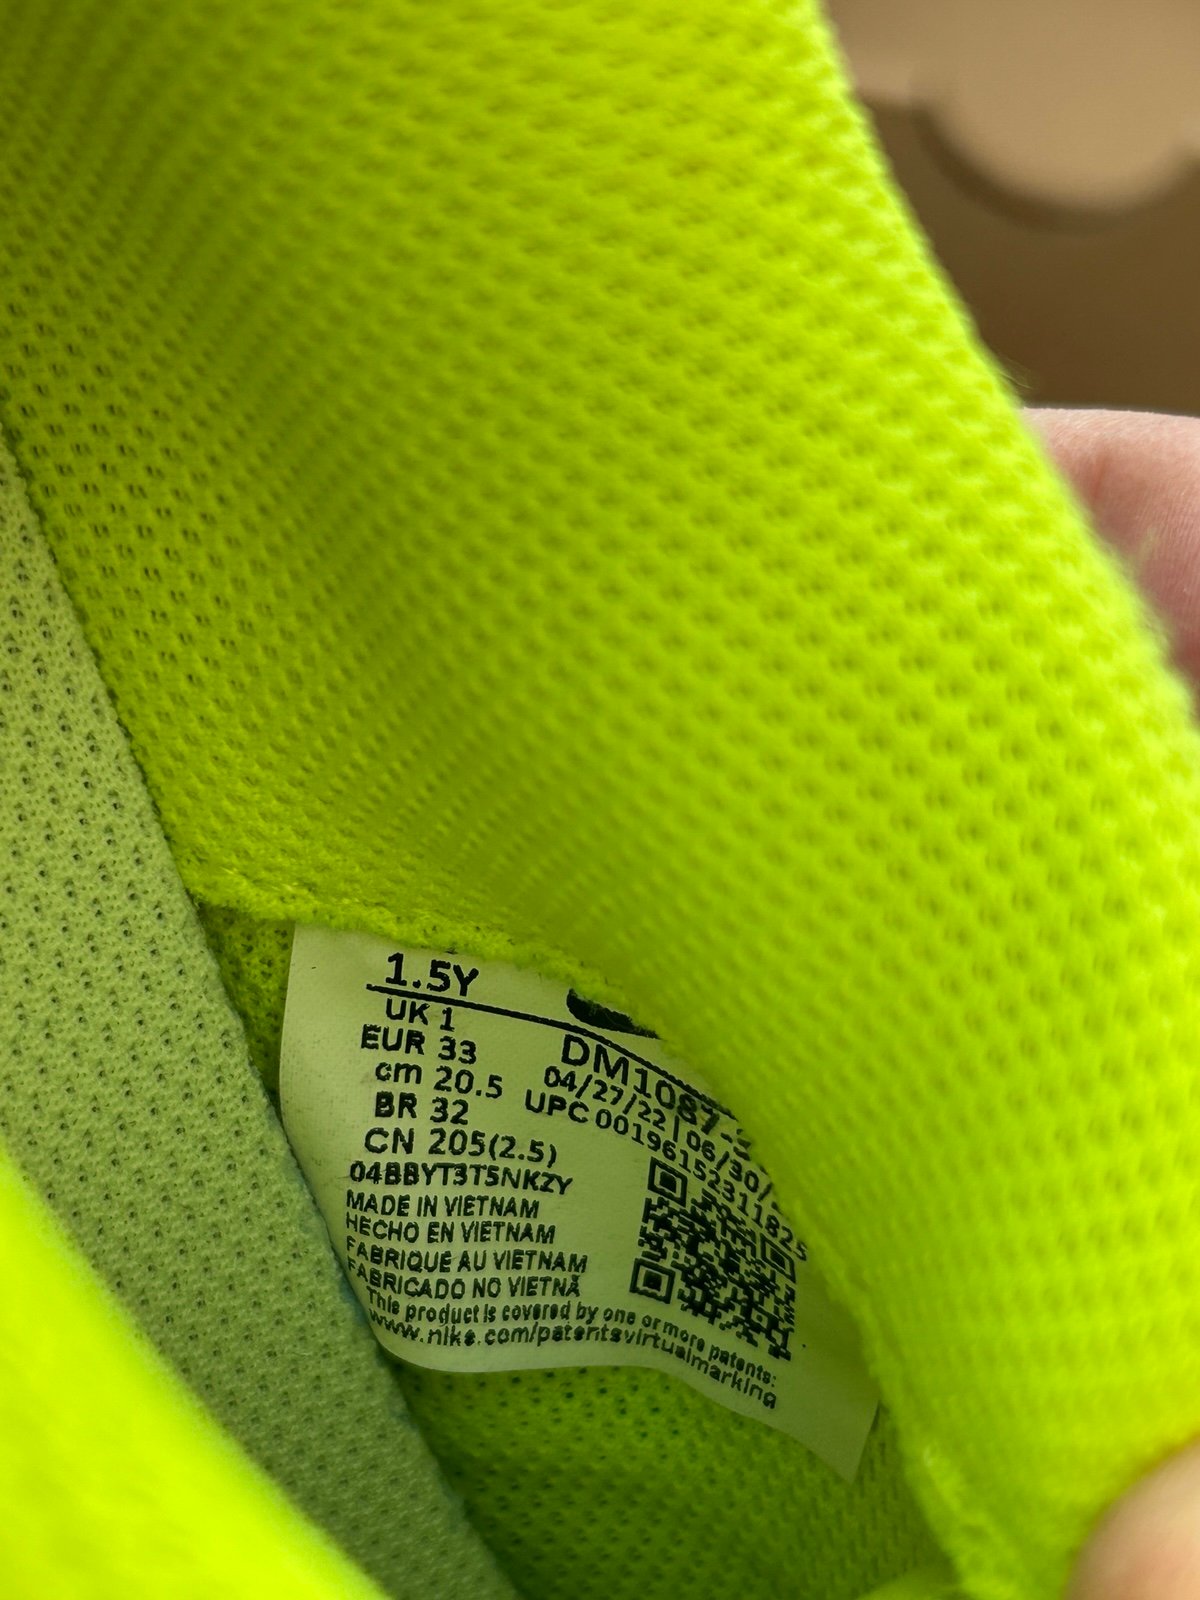 1.5Y
UK 1
EUR 33
cm 20.5
BR 32
CN 205(2.5)
04BBYT3T5NKZY
MADE IN VIETNAM
HECHO EN VIETNAM
FABRIQUE AU VIETNAM
FABRICADO NO VIETNÃ
This product is covered by one or more patents:
www.nike.com/patentsvirtualmarking
DM1087-
04/27/22 | 06/30/
UPC 00196152311825